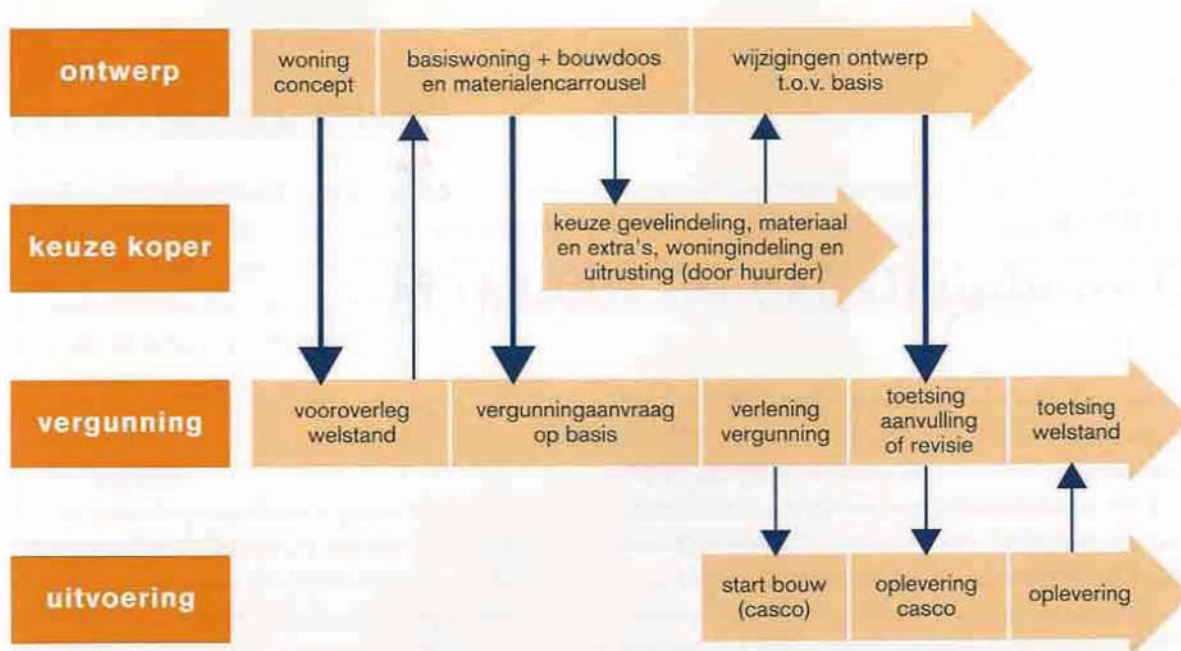 ontwerp
woning
concept
basiswoning + bouwdoos
en materialencarrousel
wijzigingen ontwerp
t.o.v. basis
keuze koper
keuze gevelindeling, materiaal
en extra's, woningindeling en
uitrusting (door huurder)
vergunning
vooroverleg
welstand
vergunningaanvraag
op basis
verlening
vergunning
toetsing
aanvulling
of revisie
toetsing
welstand
uitvoering
start bouw
(casco)
oplevering
casco
oplevering